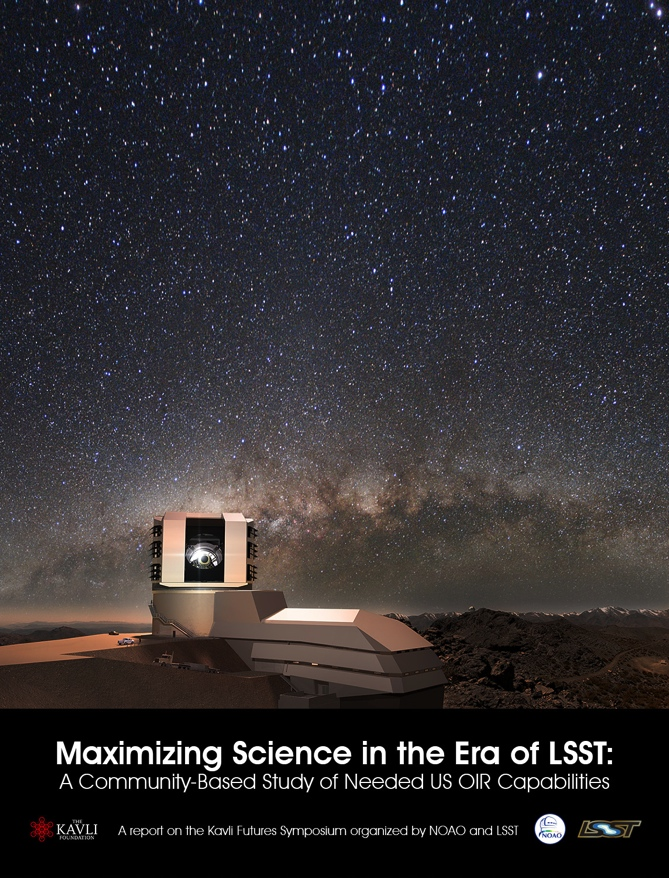 Maximizing Science in the Era of LSST:
A Community-Based Study of Needed US OIR Capabilities
THE
KAVLI
FOUNDATION
A report on the Kavli Futures Symposium organized by NOAO and LSST
NOAO
LSST